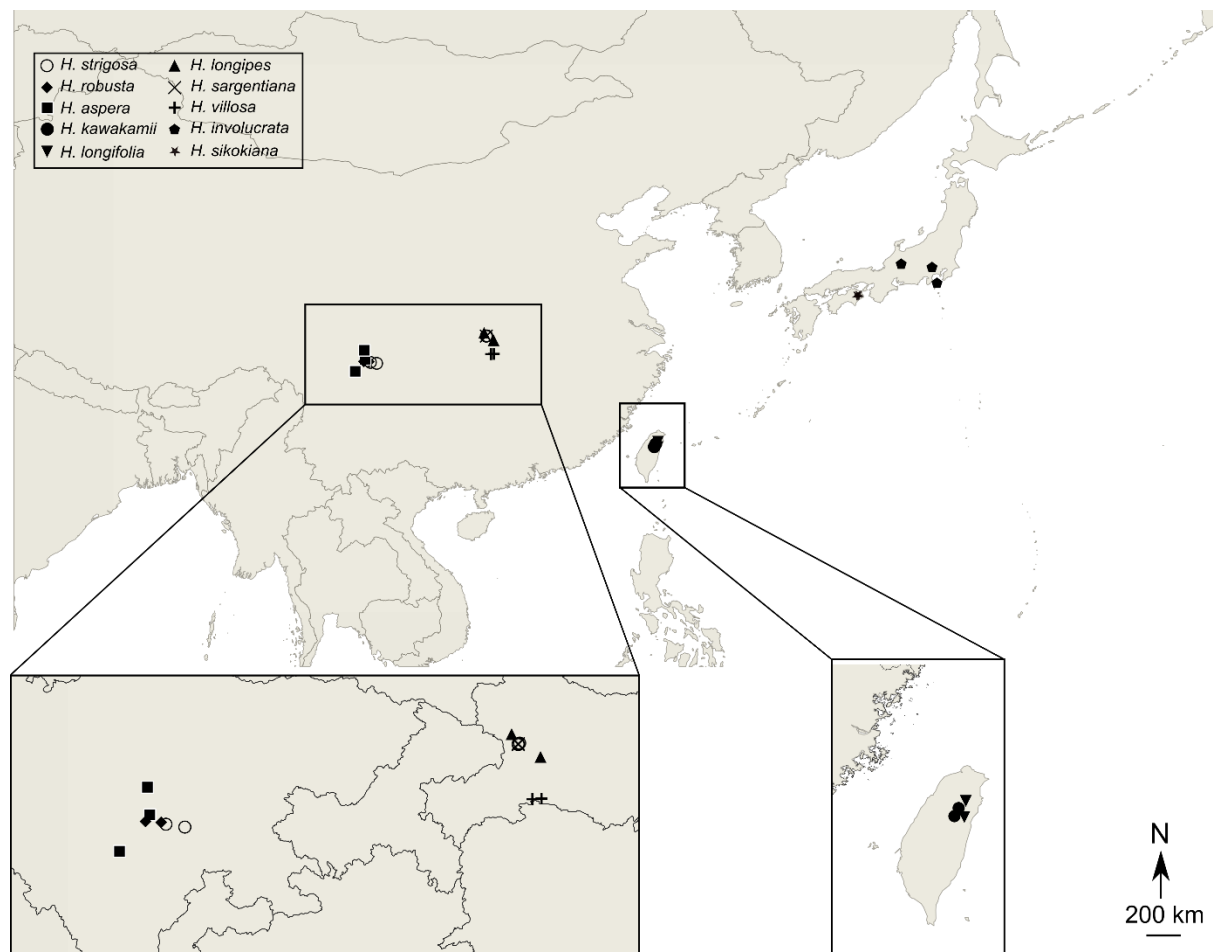 H. strigosa
H. longipes
H. robusta
H. sargentiana
H. aspera
H. villosa
H. kawakamii
H. involucrata
H. longifolia
H. sikokiana
N
200 km